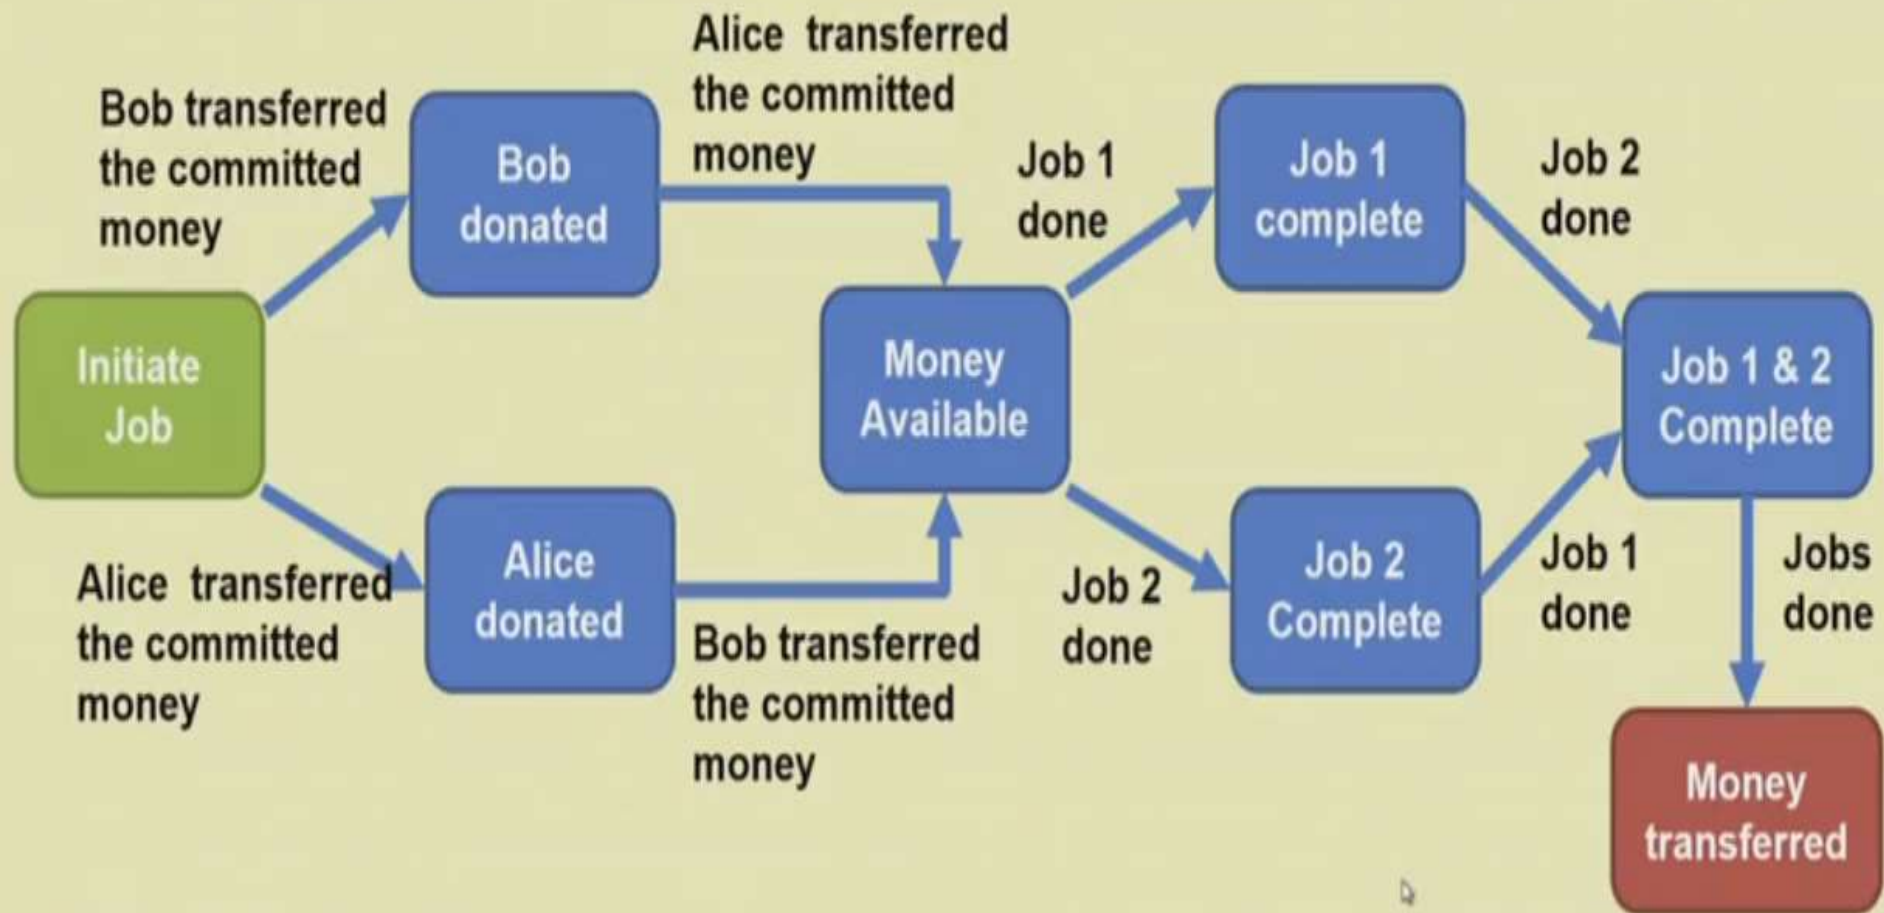 Bob transferred
the committed
money
Bob
donated
Alice transferred
the committed
money
Initiate
Job
Alice transferred
the committed
money
Alice
donated
Bob transferred
the committed
money
Money
Available
Job 1
done
Job 1
complete
Job 2
done
Job 2
done
Job 2
Complete
Job 1
done
Job 1 & 2
Complete
Jobs
done
Money
transferred